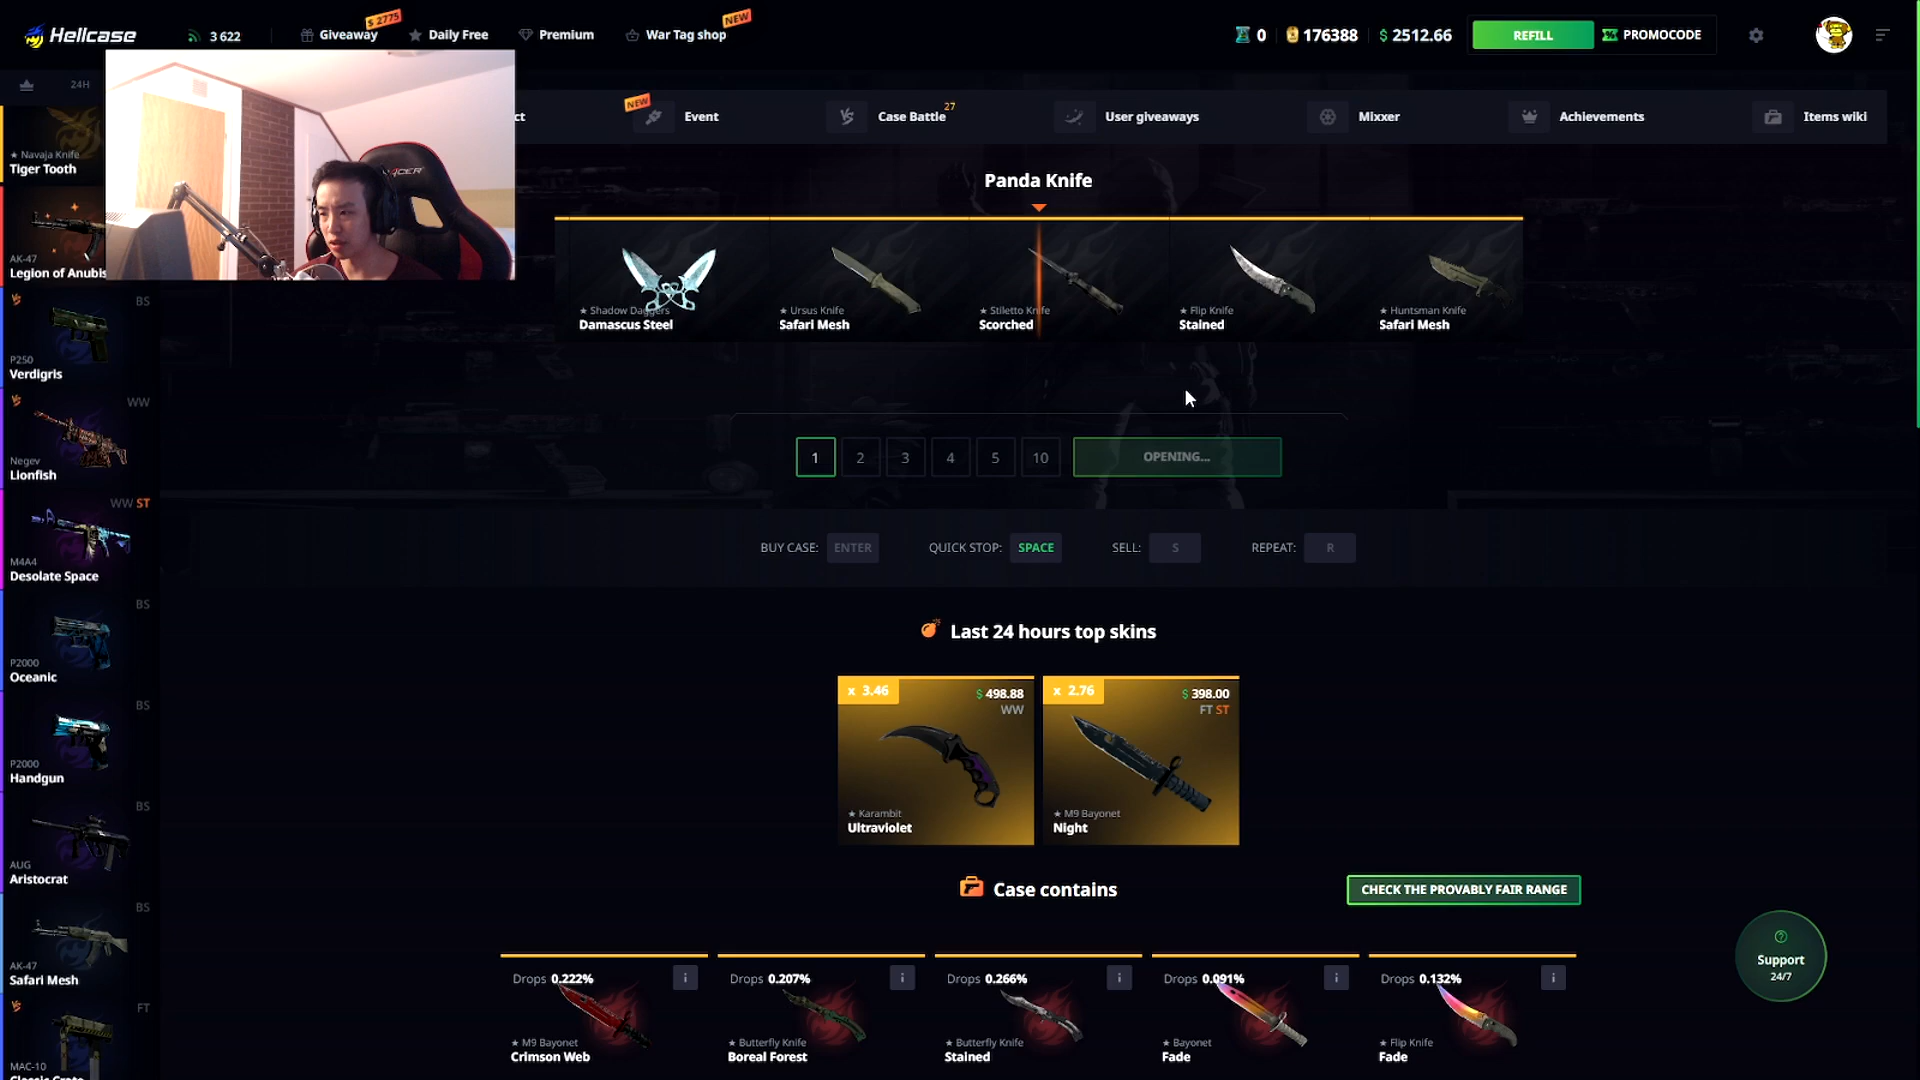 Hellcase
3 622
Giveaway
$ 2775
Daily Free
Premium
War Tag shop
NEW
0
176388
$ 2512.66
REFILL
PROMOCODE
24H
ct
NEW
Event
Case Battle
27
User giveaways
Mixxer
Achievements
Items wiki
★ Navaja Knife
Tiger Tooth
AK-47
Legion of Anubis
BS
P250
Verdigris
WW
Negev
Lionfish
WW ST
M4A4
Desolate Space
BS
P2000
Oceanic
BS
P2000
Handgun
BS
AUG
Aristocrat
BS
AK-47
Safari Mesh
FT
MAC-10
Panda Knife
★ Shadow Daggers
Damascus Steel
★ Ursus Knife
Safari Mesh
★ Stiletto Knife
Scorched
★ Flip Knife
Stained
★ Huntsman Knife
Safari Mesh
1
2
3
4
5
10
OPENING...
BUY CASE: ENTER
QUICK STOP: SPACE
SELL: S
REPEAT: R
Last 24 hours top skins
x 3.46
$ 498.88
WW
★ Karambit
Ultraviolet
x 2.76
$ 398.00
FT ST
★ M9 Bayonet
Night
Case contains
CHECK THE PROVABLY FAIR RANGE
Drops 0.222%
i
★ M9 Bayonet
Crimson Web
Drops 0.207%
i
★ Butterfly Knife
Boreal Forest
Drops 0.266%
i
★ Butterfly Knife
Stained
Drops 0.091%
i
★ Bayonet
Fade
Drops 0.132%
i
★ Flip Knife
Fade
Support
24/7